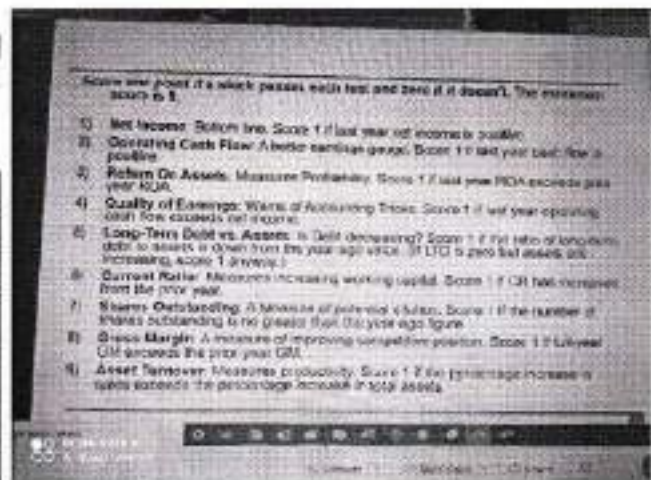 Score one point if a stock passes each test and zero if it doesn't. The maximum
score is 9.
1) Net Income: Bottom line. Score 1 if last year net income is positive.
2) Operating Cash Flow: A better earnings gauge. Score 1 if last year cash flow is
positive.
3) Return On Assets: Measures Profitability. Score 1 if last year ROA exceeds prior
year ROA.
4) Quality of Earnings: Warns of Accounting Tricks. Score 1 if last year operating
cash flow exceeds net income.
5) Long-Term Debt vs. Assets: Is Debt decreasing? Score 1 if the ratio of long-term
debt to assets is down from the year ago value. (If LTD is zero but assets are
increasing, score 1 anyway.)
6) Current Ratio: Measures increasing working capital. Score 1 if CR has increased
from the prior year.
7) Shares Outstanding: A Measure of potential dilution. Score 1 if the number of
shares outstanding is no greater than the year ago figure.
8) Gross Margin: A measure of improving competitive position. Score 1 if full-year
GM exceeds the prior year GM.
9) Asset Turnover: Measures productivity. Score 1 if the percentage increase in
sales exceeds the percentage increase in total assets.